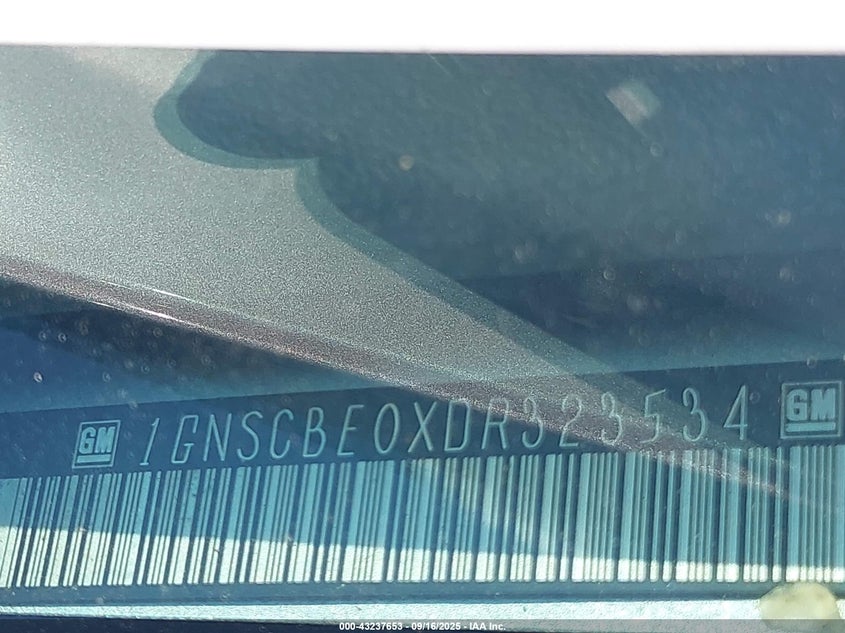 GM 1GNSCBE0XDR323534 GM
000-43237653 - 09/16/2025 - IAA Inc.